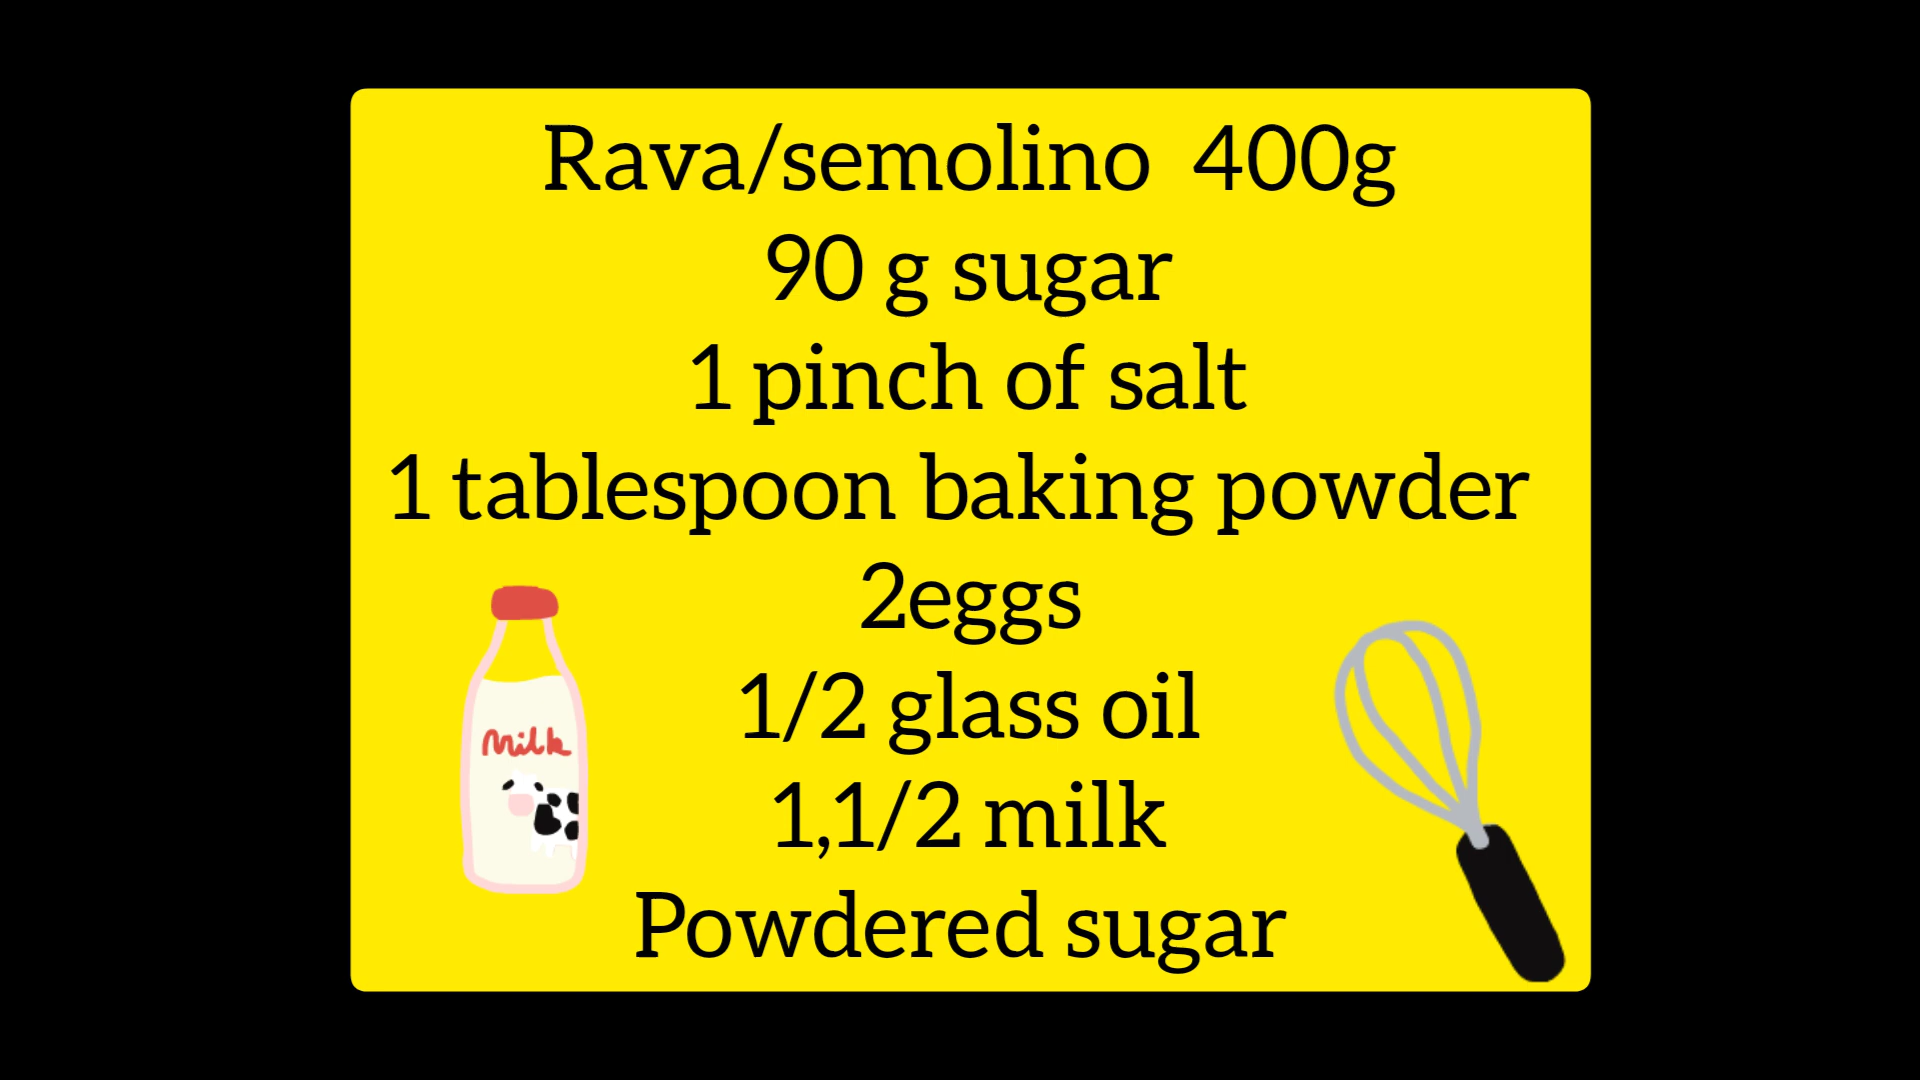 Rava/semolino 400g
90 g sugar
1 pinch of salt
1 tablespoon baking powder
2eggs
1/2 glass oil
1,1/2 milk
Powdered sugar
milk